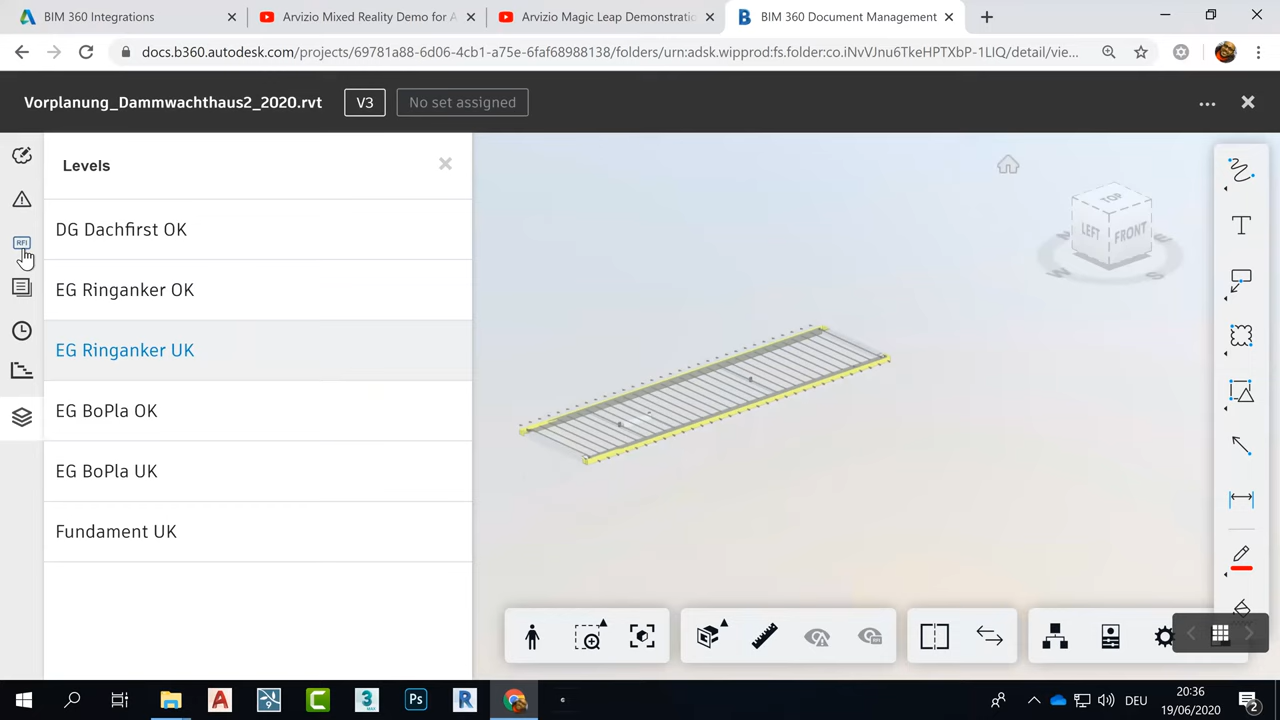 BIM 360 Integrations
Arvizio Mixed Reality Demo for A
Arvizio Magic Leap Demonstratio
BIM 360 Document Management
docs.b360.autodesk.com/projects/69781a88-6d06-4cb1-a75e-6faf68988138/folders/urn:adsk.wipprod:fs.folder:co.iNvVJnu6TkeHPTXbP-1LIQ/detail/vie...
Vorplanung_Dammwachthaus2_2020.rvt
V3
No set assigned
Levels
RFI
DG Dachfirst OK
EG Ringanker OK
EG Ringanker UK
EG BoPla OK
EG BoPla UK
Fundament UK
TOP
LEFT
FRONT
DEU
20:36
19/06/2020
2